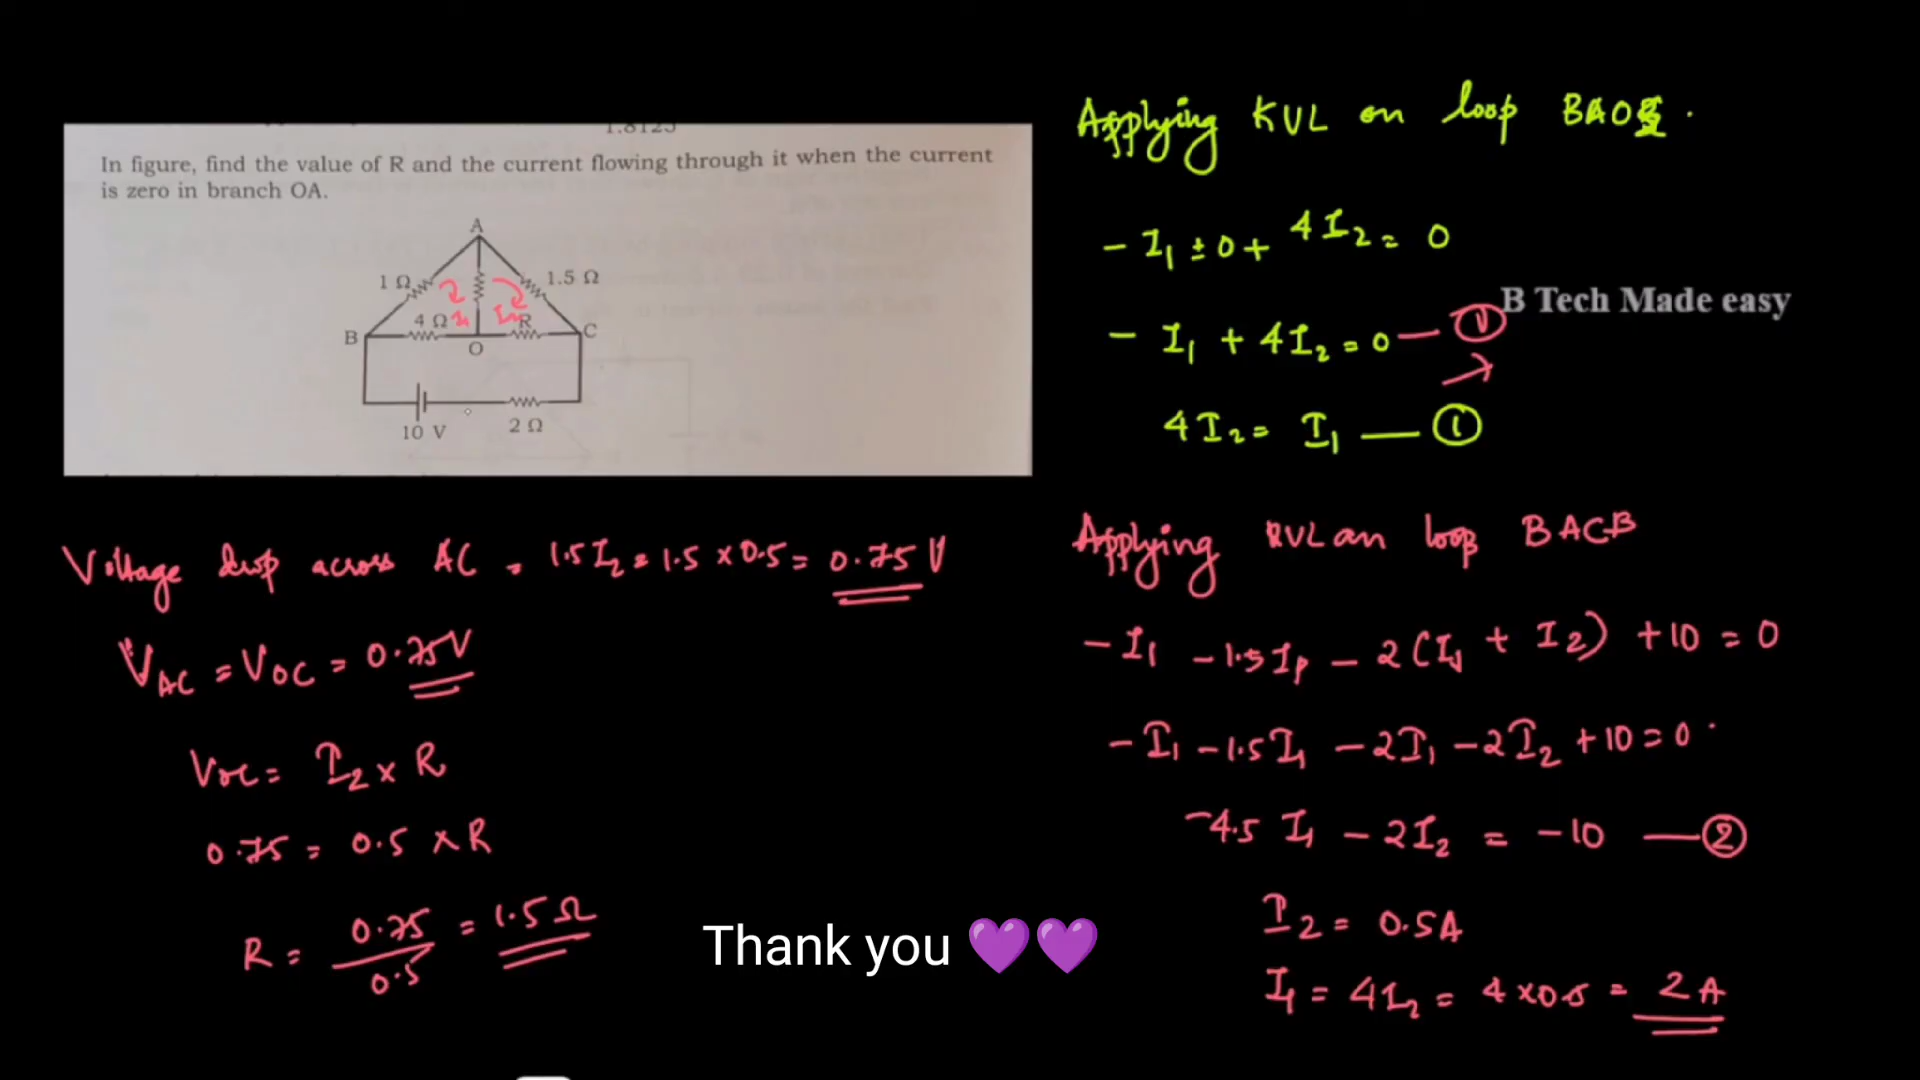 1.8125
In figure, find the value of R and the current flowing through it when the current
is zero in branch OA.
A
1 Ω
1.5 Ω
4 Ω
R
B
O
C
10 V
2 Ω
Applying KVL on loop BAO
- I₁ ± 0 + 4I₂ = 0
- I₁ + 4I₂ = 0 — ①
4I₂ = I₁ — ①
B Tech Made easy
Applying KVL on loop BACB
- I₁ - 1.5I₁ - 2(I₁ + I₂) + 10 = 0
- I₁ - 1.5I₁ - 2I₁ - 2I₂ + 10 = 0
-4.5 I₁ - 2I₂ = -10 — ②
I₂ = 0.5A
I₁ = 4I₂ = 4 × 0.5 = 2 A
Voltage drop across AC = 1.5I₂ = 1.5 × 0.5 = 0.75 V
V_AC = V_OC = 0.75V
V_OC = I₂ × R
0.75 = 0.5 × R
R = 0.75/0.5 = 1.5 Ω
Thank you 💜💜